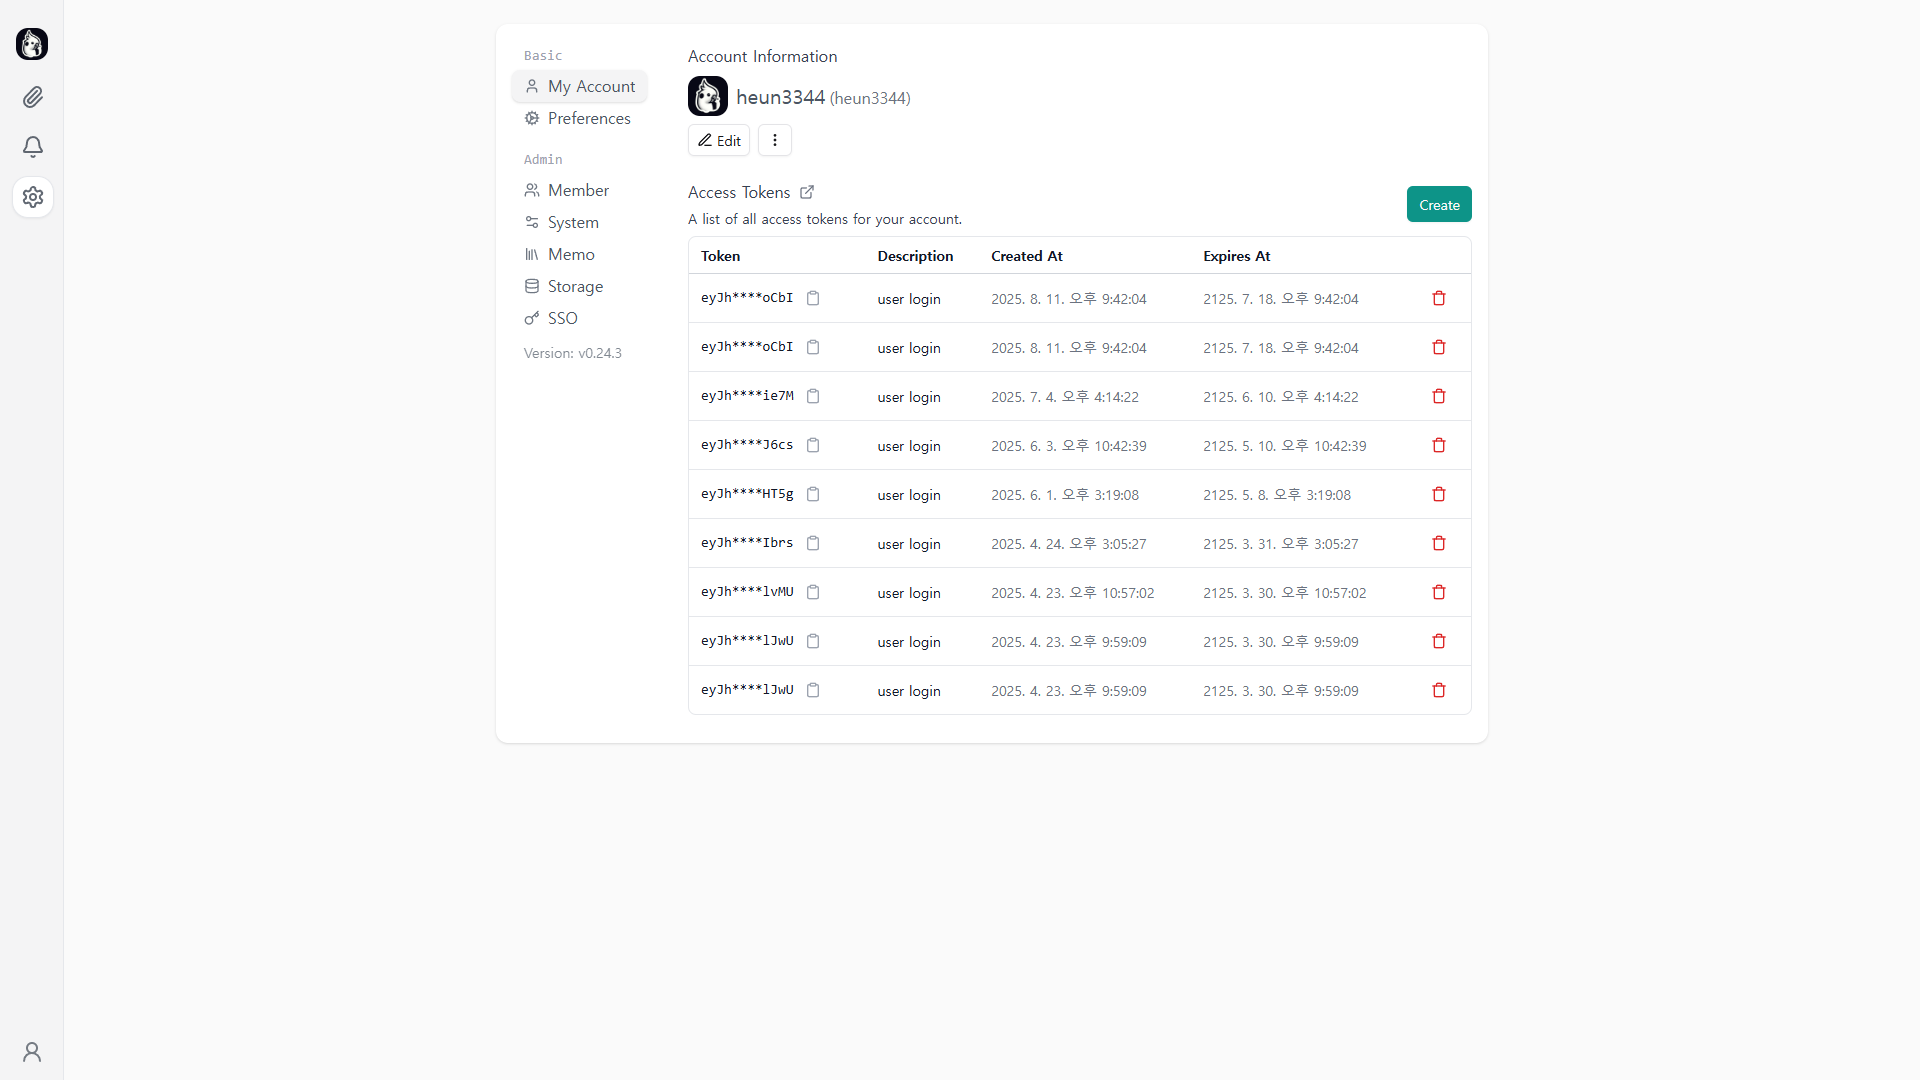 Basic
My Account
Preferences
Admin
Member
System
Memo
Storage
SSO
Version: v0.24.3
Account Information
heun3344 (heun3344)
Edit
Access Tokens
A list of all access tokens for your account.
Create
Token Description Created At Expires At
eyJh****oCbI user login 2025. 8. 11. 오후 9:42:04 2125. 7. 18. 오후 9:42:04
eyJh****oCbI user login 2025. 8. 11. 오후 9:42:04 2125. 7. 18. 오후 9:42:04
eyJh****ie7M user login 2025. 7. 4. 오후 4:14:22 2125. 6. 10. 오후 4:14:22
eyJh****J6cs user login 2025. 6. 3. 오후 10:42:39 2125. 5. 10. 오후 10:42:39
eyJh****HT5g user login 2025. 6. 1. 오후 3:19:08 2125. 5. 8. 오후 3:19:08
eyJh****Ibrs user login 2025. 4. 24. 오후 3:05:27 2125. 3. 31. 오후 3:05:27
eyJh****lvMU user login 2025. 4. 23. 오후 10:57:02 2125. 3. 30. 오후 10:57:02
eyJh****lJwU user login 2025. 4. 23. 오후 9:59:09 2125. 3. 30. 오후 9:59:09
eyJh****lJwU user login 2025. 4. 23. 오후 9:59:09 2125. 3. 30. 오후 9:59:09